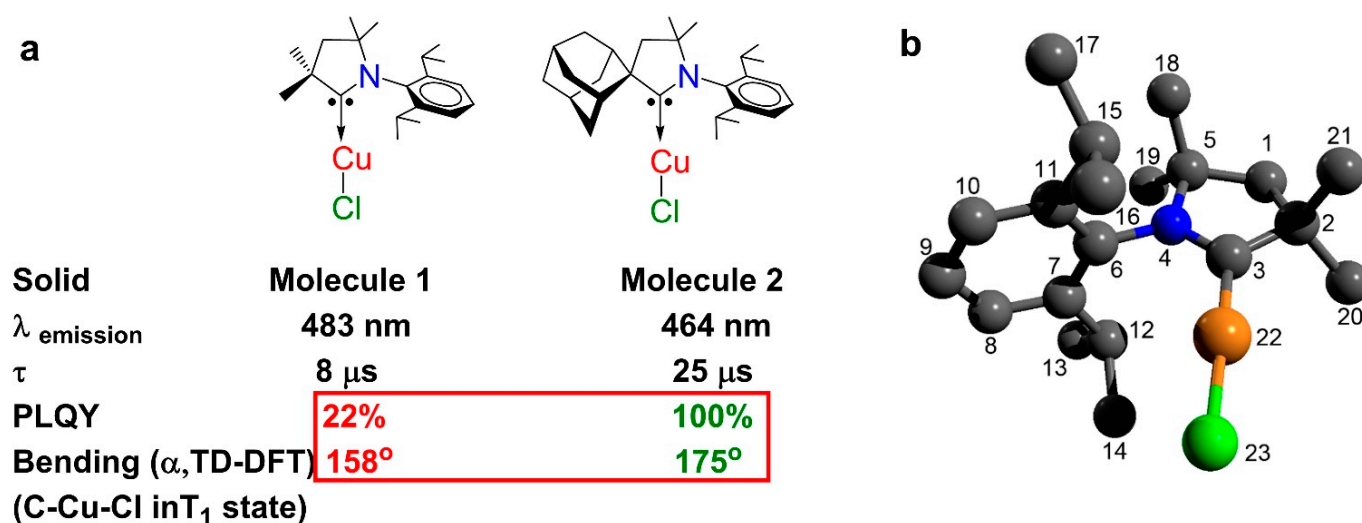 a
N
N
Cu
Cl
Cu
Cl
Solid Molecule 1 Molecule 2
λ emission 483 nm 464 nm
τ 8 μs 25 μs
PLQY 22% 100%
Bending (α,TD-DFT) 158° 175°
(C-Cu-Cl inT₁ state)
b
17
18
15
5
1
21
19
11
10
16
4
2
9
6
3
7
20
8
12
22
13
14
23